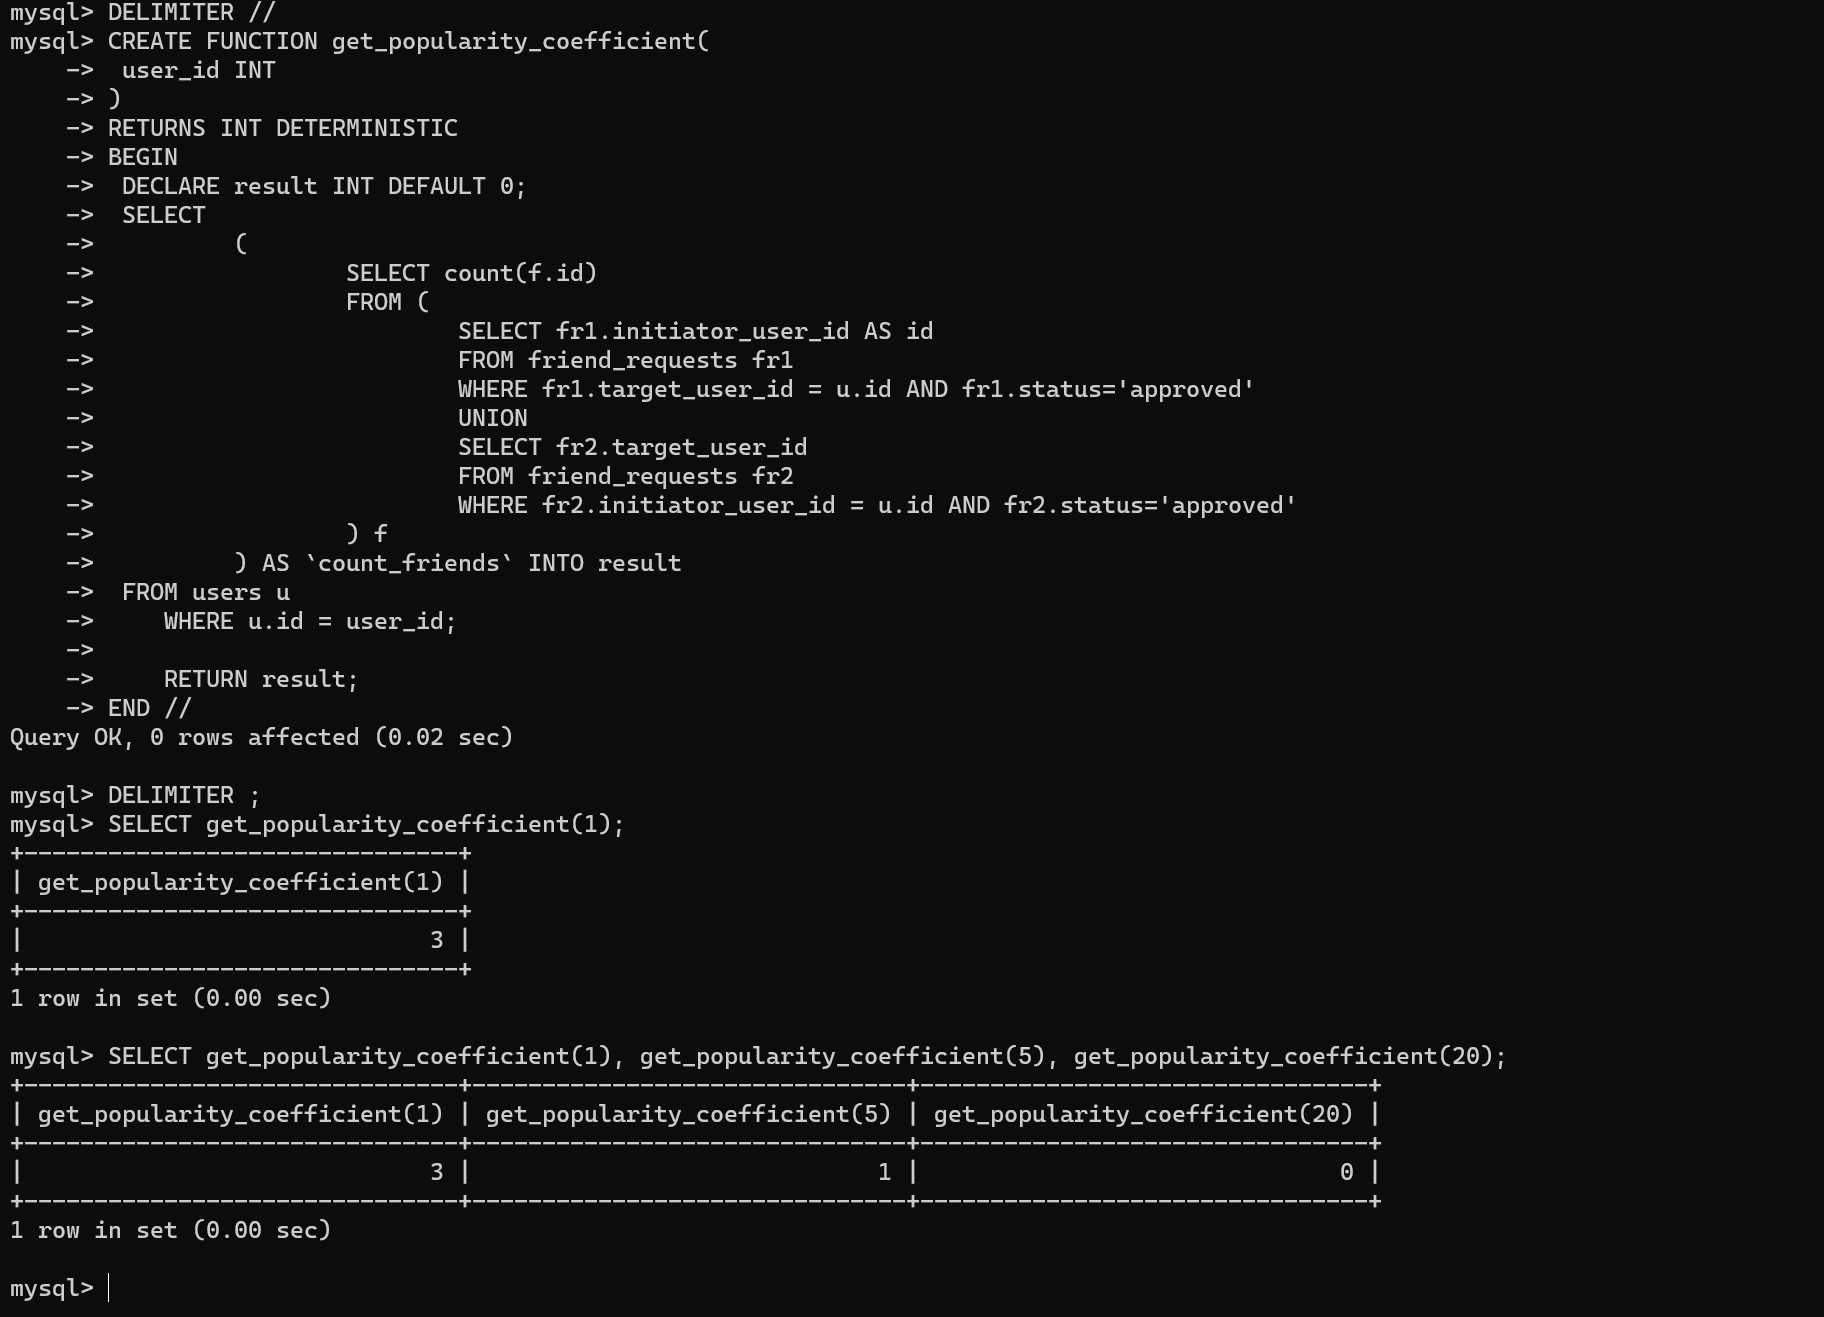 mysql> DELIMITER //
mysql> CREATE FUNCTION get_popularity_coefficient(
    ->  user_id INT
    -> )
    -> RETURNS INT DETERMINISTIC
    -> BEGIN
    ->  DECLARE result INT DEFAULT 0;
    ->  SELECT
    ->          (
    ->                  SELECT count(f.id)
    ->                  FROM (
    ->                          SELECT fr1.initiator_user_id AS id
    ->                          FROM friend_requests fr1
    ->                          WHERE fr1.target_user_id = u.id AND fr1.status='approved'
    ->                          UNION
    ->                          SELECT fr2.target_user_id
    ->                          FROM friend_requests fr2
    ->                          WHERE fr2.initiator_user_id = u.id AND fr2.status='approved'
    ->                  ) f
    ->          ) AS `count_friends` INTO result
    ->  FROM users u
    ->     WHERE u.id = user_id;
    ->
    ->     RETURN result;
    -> END //
Query OK, 0 rows affected (0.02 sec)

mysql> DELIMITER ;
mysql> SELECT get_popularity_coefficient(1);
+-------------------------------+
| get_popularity_coefficient(1) |
+-------------------------------+
|                             3 |
+-------------------------------+
1 row in set (0.00 sec)

mysql> SELECT get_popularity_coefficient(1), get_popularity_coefficient(5), get_popularity_coefficient(20);
+-------------------------------+-------------------------------+--------------------------------+
| get_popularity_coefficient(1) | get_popularity_coefficient(5) | get_popularity_coefficient(20) |
+-------------------------------+-------------------------------+--------------------------------+
|                             3 |                             1 |                              0 |
+-------------------------------+-------------------------------+--------------------------------+
1 row in set (0.00 sec)

mysql>